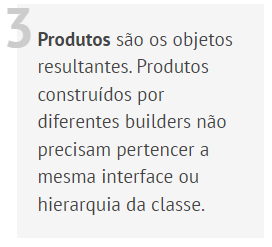 3
Produtos são os objetos
resultantes. Produtos
construídos por
diferentes builders não
precisam pertencer a
mesma interface ou
hierarquia da classe.